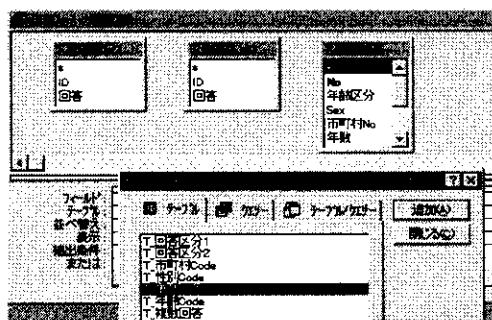 *
ID
回答
*
ID
回答
No
年齢区分
Sex
市町村No
年数
フィールド
テーブル
並べ替え
表示
抽出条件
または
テーブル
クエリー
テーブル/クエリー
追加(A)
閉じる(C)
T_回答区分1
T_回答区分2
T_市町村Code
T_性別Code
T_年数Code
T_複数回答